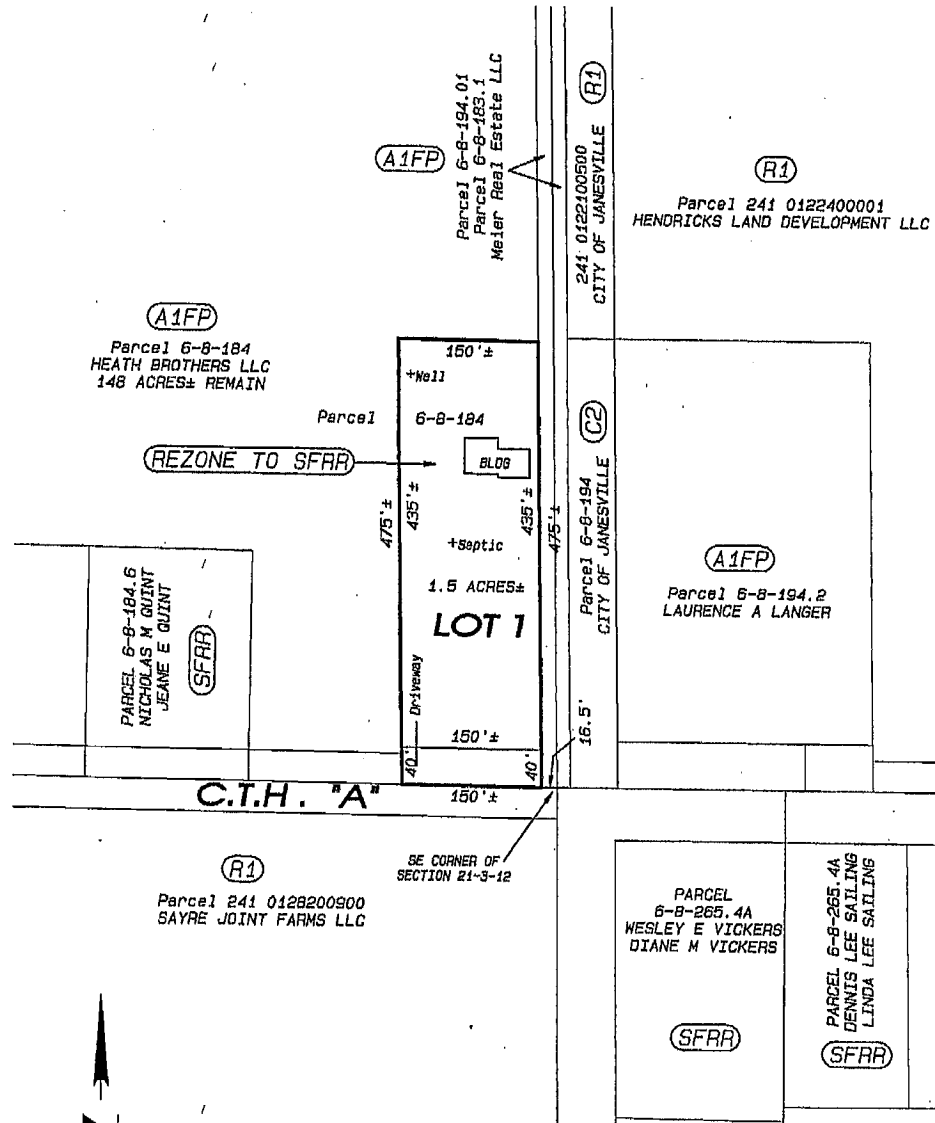 A1FP
Parcel 6-8-194.01
Parcel 6-8-183.1
Meier Real Estate LLC
R1
241 0122100500
CITY OF JANESVILLE
R1
Parcel 241 0122400001
HENDRICKS LAND DEVELOPMENT LLC
A1FP
Parcel 6-8-184
HEATH BROTHERS LLC
148 ACRES± REMAIN
150'±
+Well
Parcel 6-8-184
REZONE TO SFRR
BLDG
475'±
435'±
435'±
475'±
+Septic
1.5 ACRES±
LOT 1
Driveway
150'±
40'
40'
150'±
C2
Parcel 6-8-194
CITY OF JANESVILLE
16.5'
A1FP
Parcel 6-8-194.2
LAURENCE A LANGER
PARCEL 6-8-184.6
NICHOLAS M QUINT
JEANE E QUINT
SFRR
C.T.H. "A"
SE CORNER OF
SECTION 21-3-12
R1
Parcel 241 0128200900
SAYRE JOINT FARMS LLC
PARCEL
6-8-265.4A
WESLEY E VICKERS
DIANE M VICKERS
SFRR
PARCEL 6-8-265.4A
DENNIS LEE SAILING
LINDA LEE SAILING
SFRR